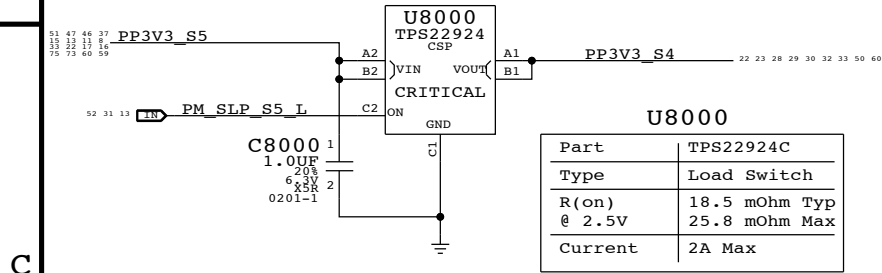 U8000
TPS22924
CSP
51 47 46 37
15 13 11 8
33 22 17 16
75 73 60 59
PP3V3_S5
A2
A1
PP3V3_S4
22 23 28 29 30 32 33 50 60
B2
VIN
VOUT
B1
CRITICAL
52 31 13
IN
PM_SLP_S5_L
C2
ON
GND
C1
C8000
1
1.0UF
20%
6.3V
2
X5R
0201-1
U8000
Part
TPS22924C
Type
Load Switch
R(on)
@ 2.5V
18.5 mOhm Typ
25.8 mOhm Max
Current
2A Max
C